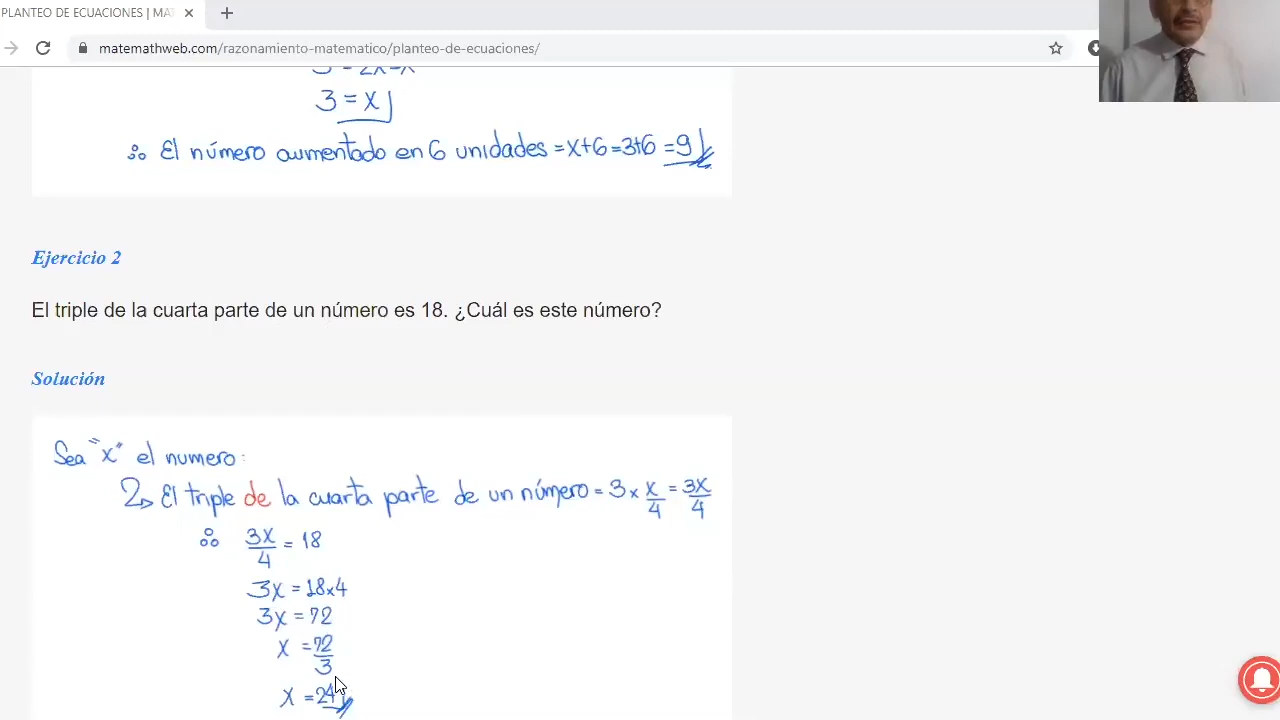 PLANTEO DE ECUACIONES | MA
matemathweb.com/razonamiento-matematico/planteo-de-ecuaciones/
3 = 2x-x
3 = x
∴ El número aumentado en 6 unidades = x+6 = 3+6 = 9
Ejercicio 2
El triple de la cuarta parte de un número es 18. ¿Cuál es este número?
Solución
Sea "x" el numero:
2→ El triple de la cuarta parte de un número = 3 × x/4 = 3x/4
∴ 3x/4 = 18
3x = 18×4
3x = 72
x = 72/3
x = 24